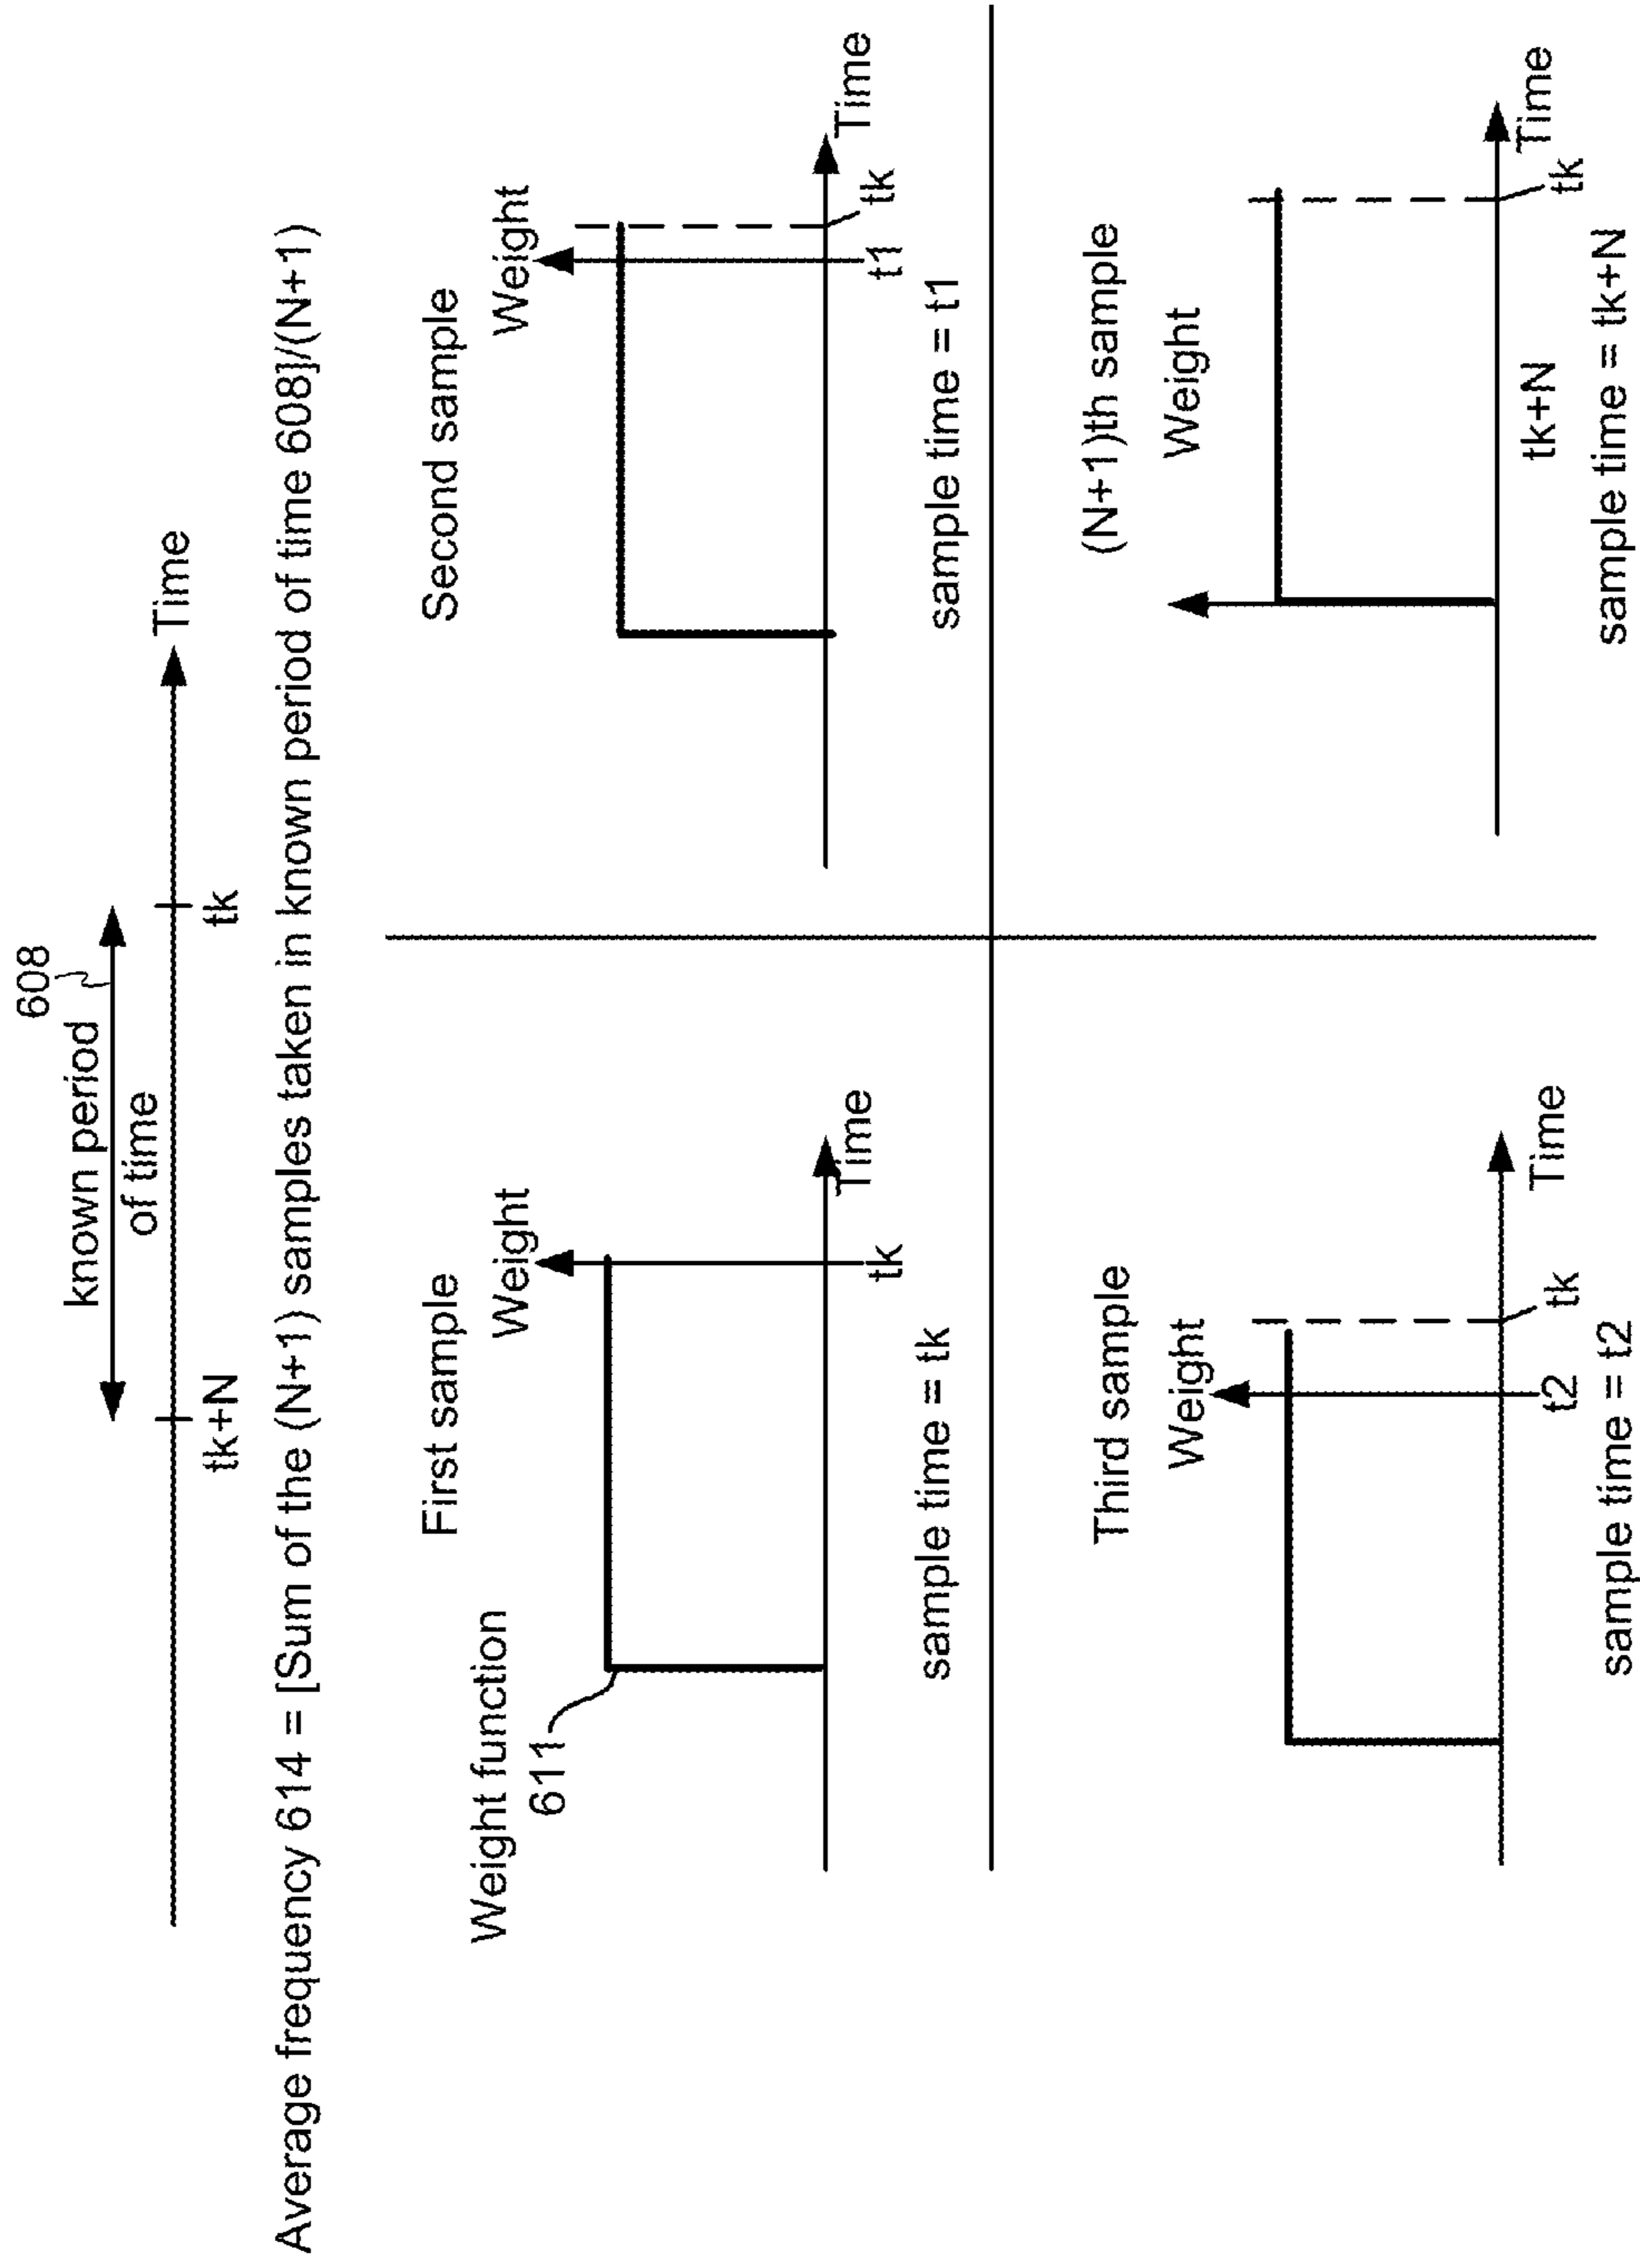 608
known period
of time
Time
tk+N
tk
Average frequency 614 = [Sum of the (N+1) samples taken in known period of time 608]/(N+1)
First sample
Weight function
611
Weight
Time
tk
sample time = tk
Second sample
Weight
Time
t1
tk
sample time = t1
Third sample
Weight
Time
t2
tk
sample time = t2
(N+1)th sample
Weight
Time
tk+N
tk
sample time = tk+N